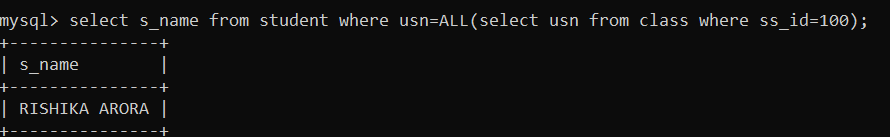 mysql> select s_name from student where usn=ALL(select usn from class where ss_id=100);
+---------------+
| s_name        |
+---------------+
| RISHIKA ARORA |
+---------------+